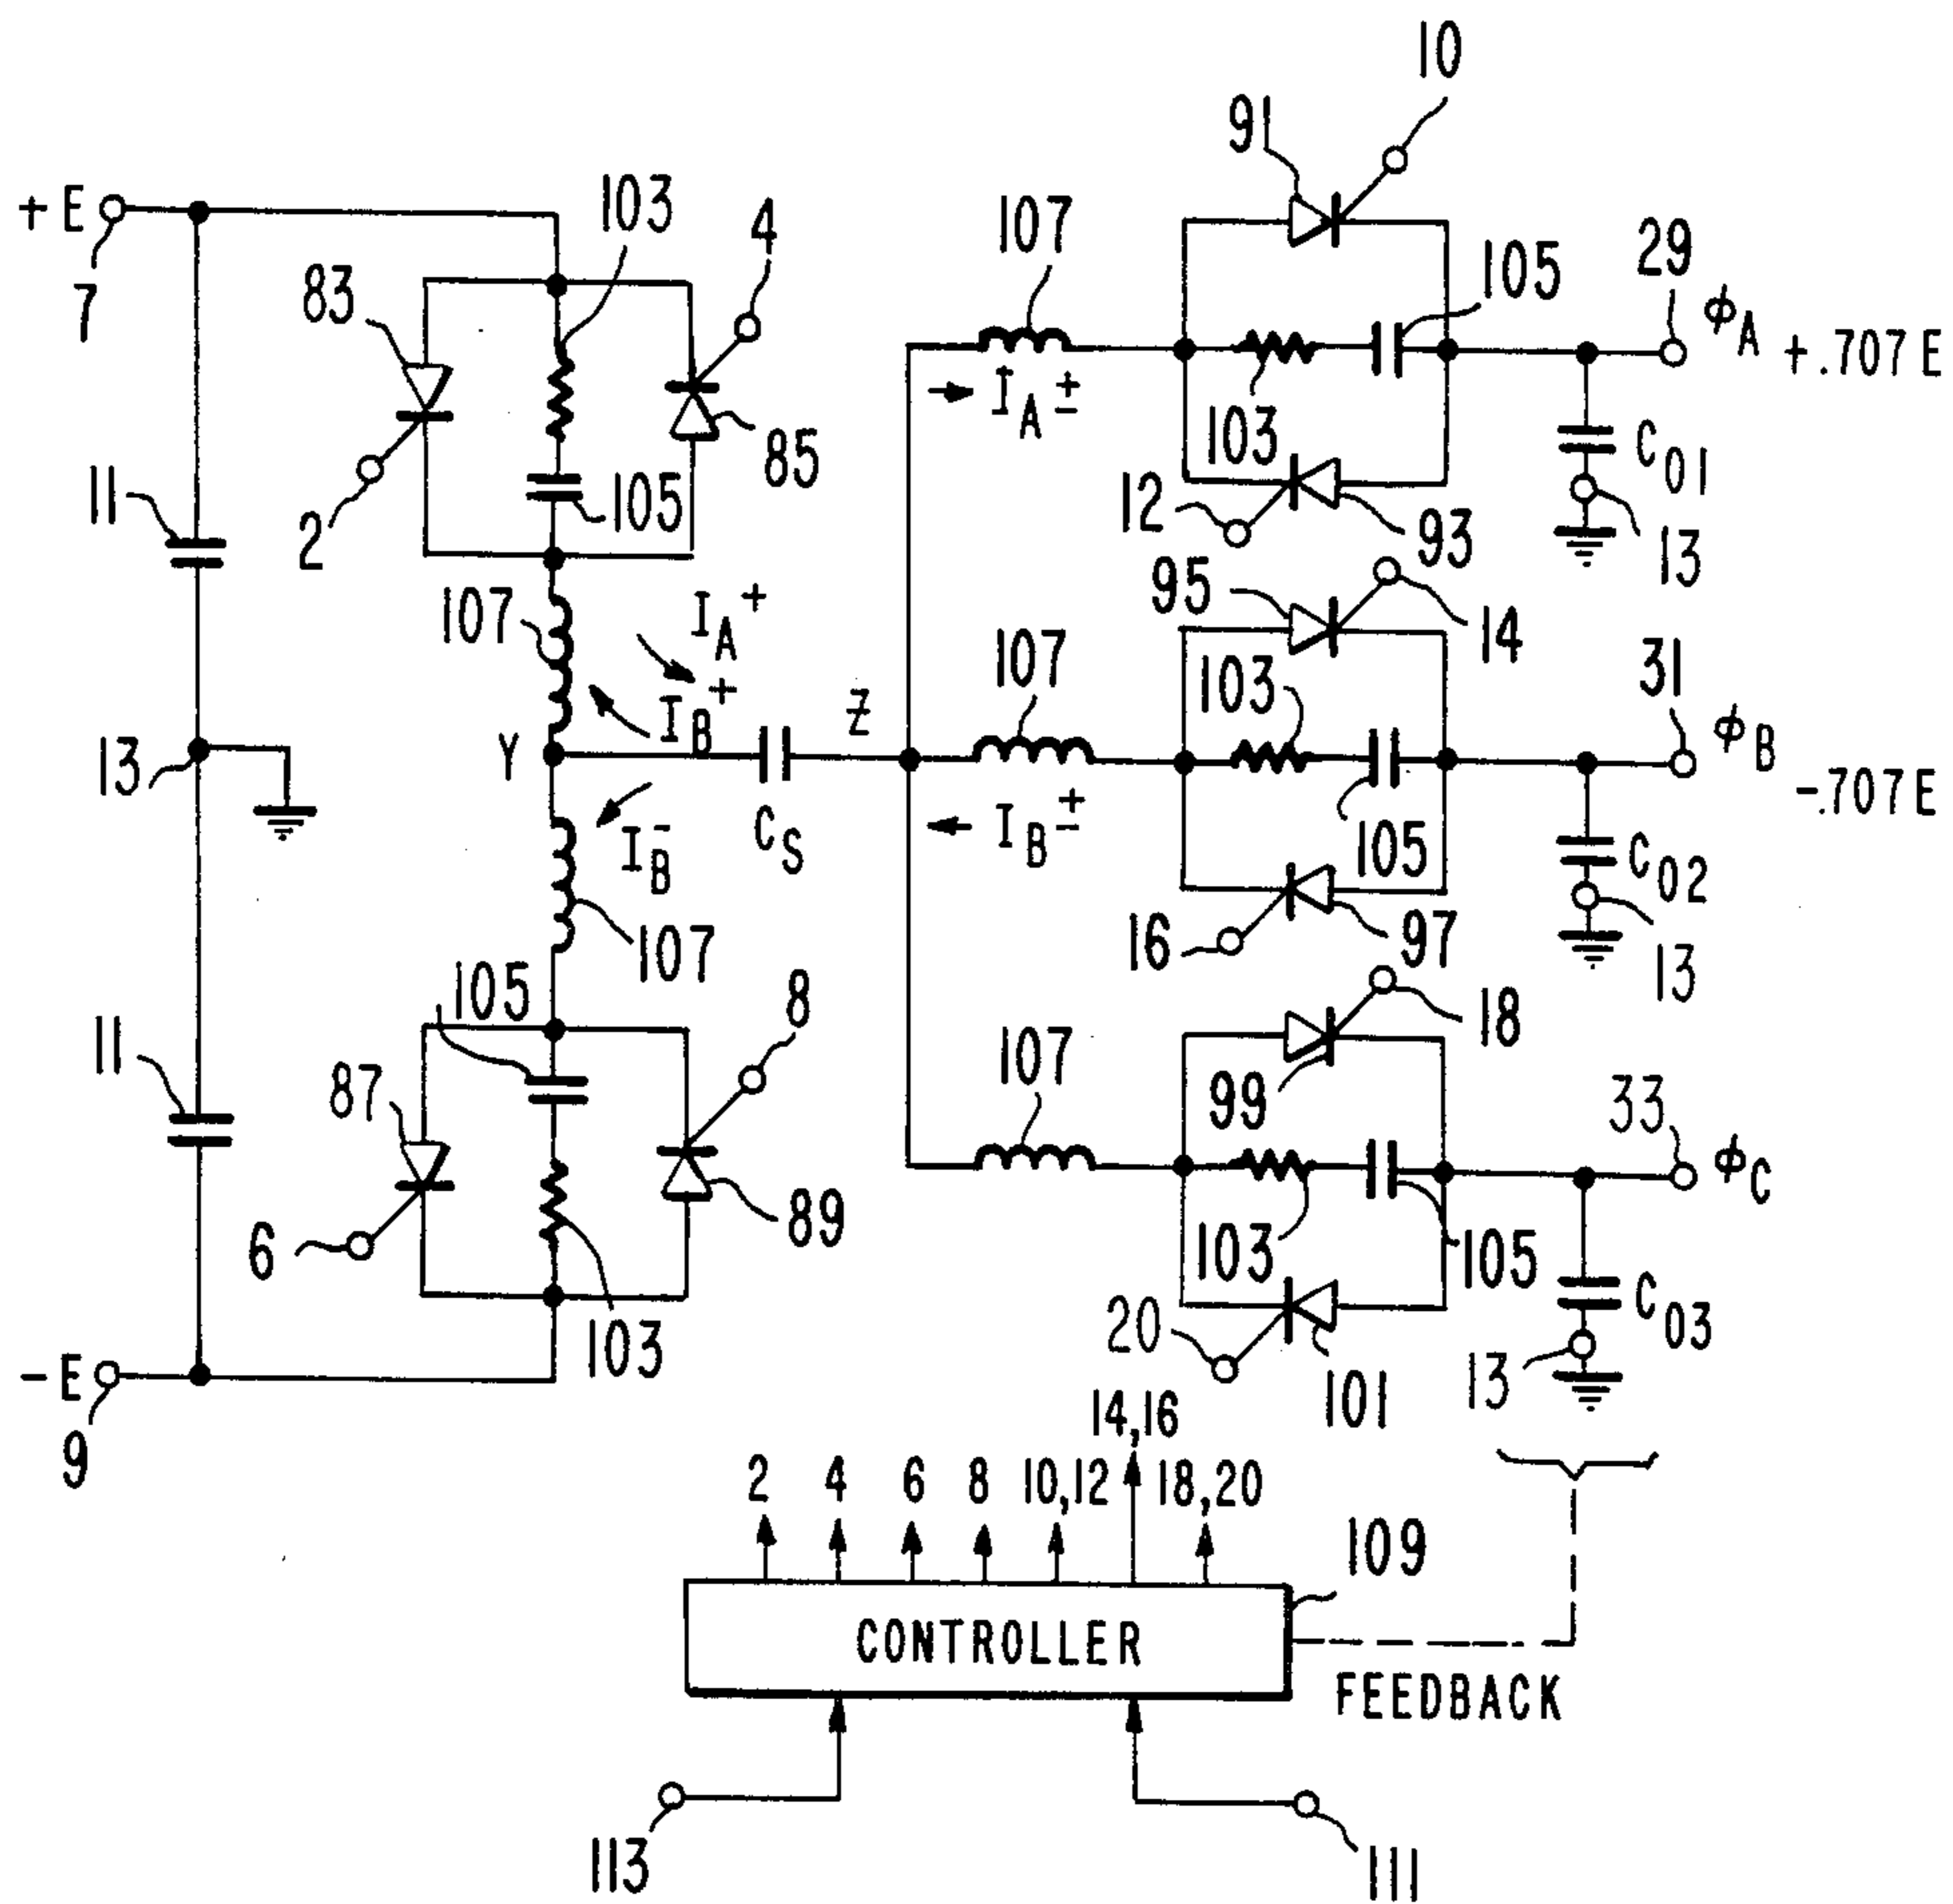 10
91
+E
103
4
107
29
ϕA
+.707E
7
83
105
IA±
103
85
C01
11
2
105
12
93
13
95
14
107
IA+
107
103
31
ϕB
-.707E
IB+
Z
13
Y
CS
IB-
IB±
105
C02
107
16
97
13
105
8
18
11
107
87
99
33
ϕC
89
103
105
6
C03
103
20
101
13
-E
9
14,16
2
4
6
8
10,12
18,20
109
CONTROLLER
FEEDBACK
113
111